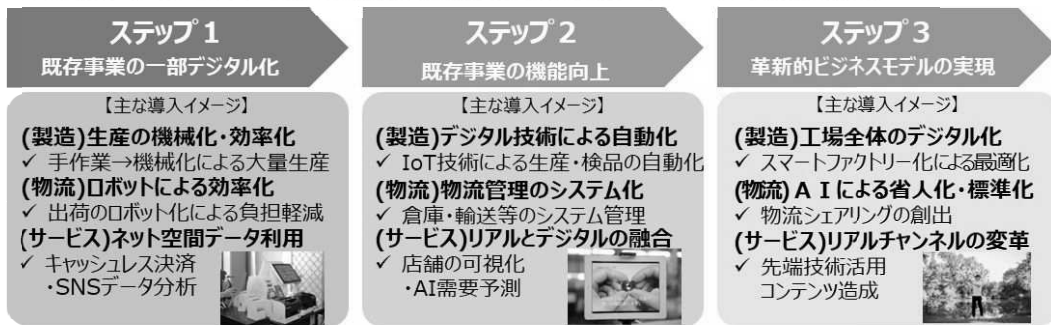 ステップ1
既存事業の一部デジタル化
【主な導入イメージ】
(製造)生産の機械化・効率化
✓ 手作業→機械化による大量生産
(物流)ロボットによる効率化
✓ 出荷のロボット化による負担軽減
(サービス)ネット空間データ利用
✓ キャッシュレス決済
・SNSデータ分析
ステップ2
既存事業の機能向上
【主な導入イメージ】
(製造)デジタル技術による自動化
✓ IoT技術による生産・検品の自動化
(物流)物流管理のシステム化
✓ 倉庫・輸送等のシステム管理
(サービス)リアルとデジタルの融合
✓ 店舗の可視化
・AI需要予測
ステップ3
革新的ビジネスモデルの実現
【主な導入イメージ】
(製造)工場全体のデジタル化
✓ スマートファクトリー化による最適化
(物流)AIによる省人化・標準化
✓ 物流シェアリングの創出
(サービス)リアルチャンネルの変革
✓ 先端技術活用
コンテンツ造成